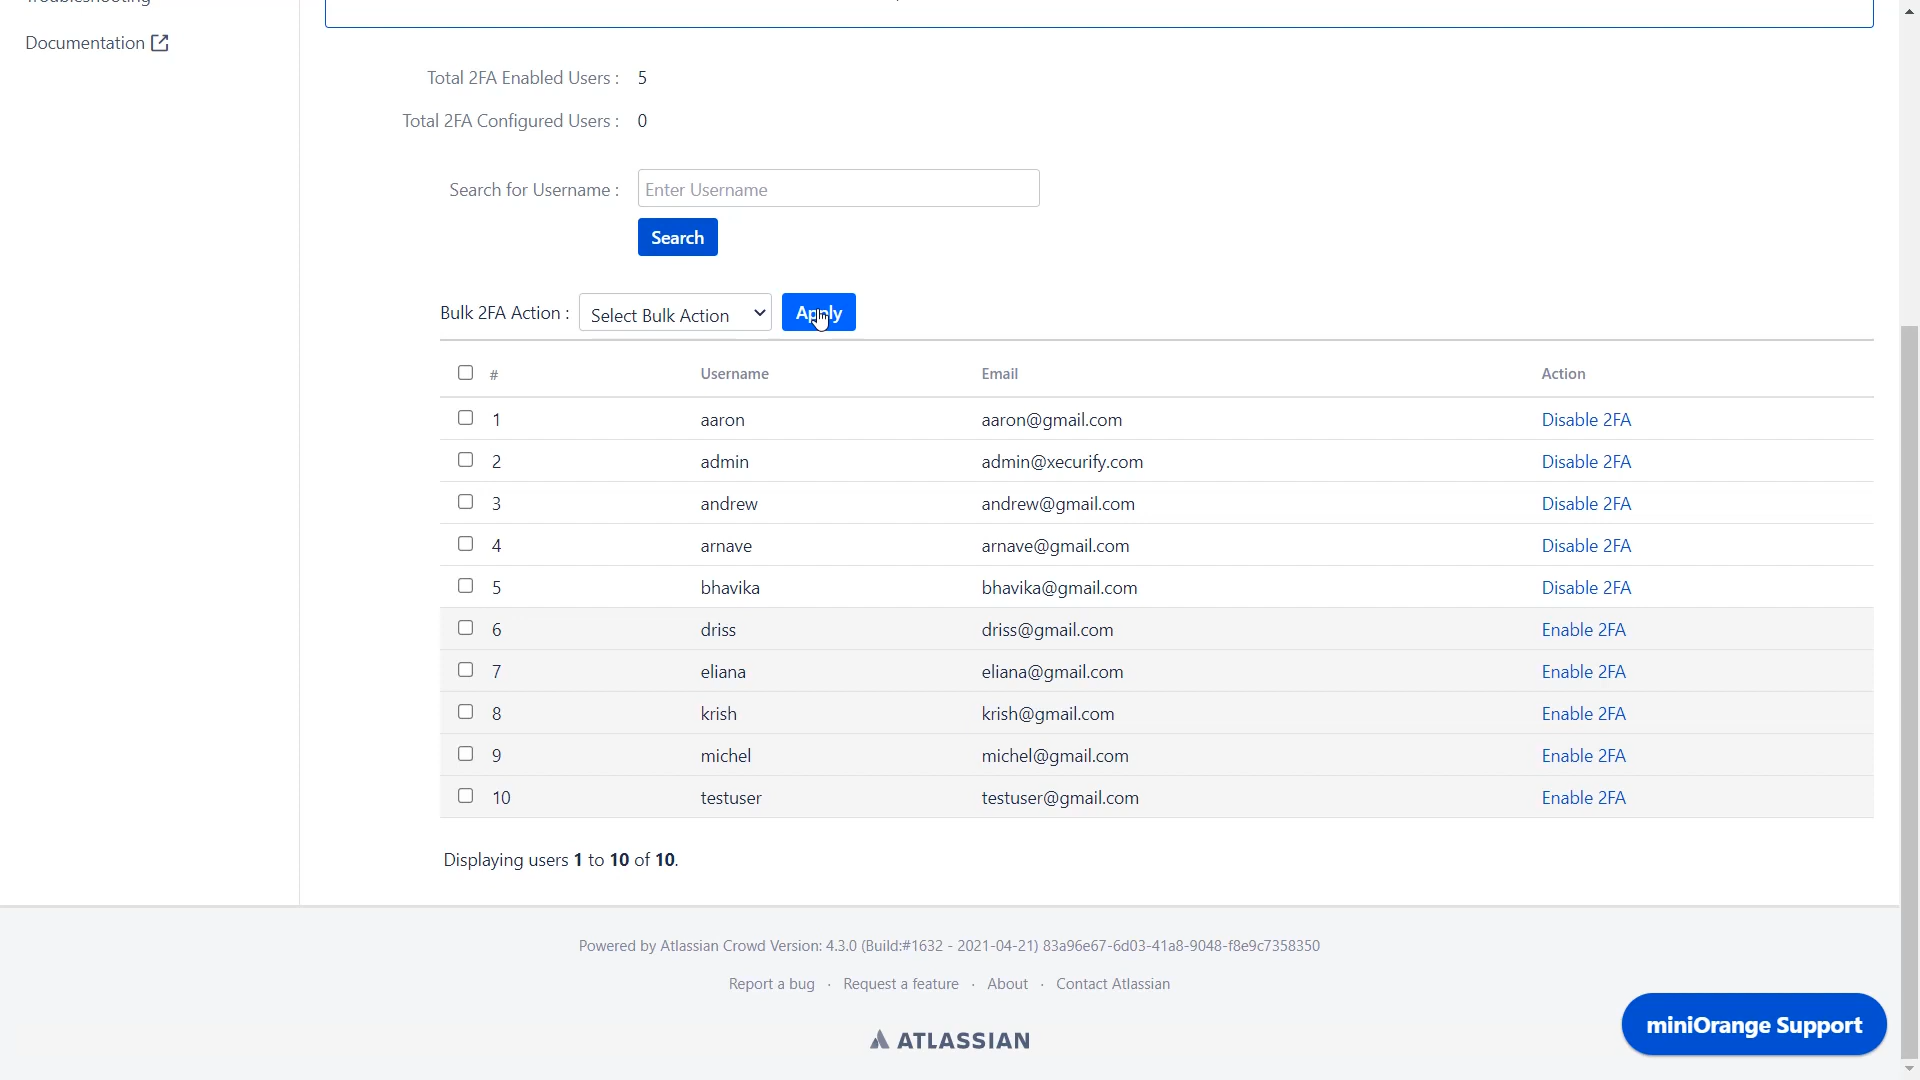 Troubleshooting
Documentation
Total 2FA Enabled Users : 5
Total 2FA Configured Users : 0
Search for Username : Enter Username
Search
Bulk 2FA Action : Select Bulk Action Apply
# Username Email Action
1 aaron aaron@gmail.com Disable 2FA
2 admin admin@xecurify.com Disable 2FA
3 andrew andrew@gmail.com Disable 2FA
4 arnave arnave@gmail.com Disable 2FA
5 bhavika bhavika@gmail.com Disable 2FA
6 driss driss@gmail.com Enable 2FA
7 eliana eliana@gmail.com Enable 2FA
8 krish krish@gmail.com Enable 2FA
9 michel michel@gmail.com Enable 2FA
10 testuser testuser@gmail.com Enable 2FA
Displaying users 1 to 10 of 10.
Powered by Atlassian Crowd Version: 4.3.0 (Build:#1632 - 2021-04-21) 83a96e67-6d03-41a8-9048-f8e9c7358350
Report a bug · Request a feature · About · Contact Atlassian
ATLASSIAN
miniOrange Support